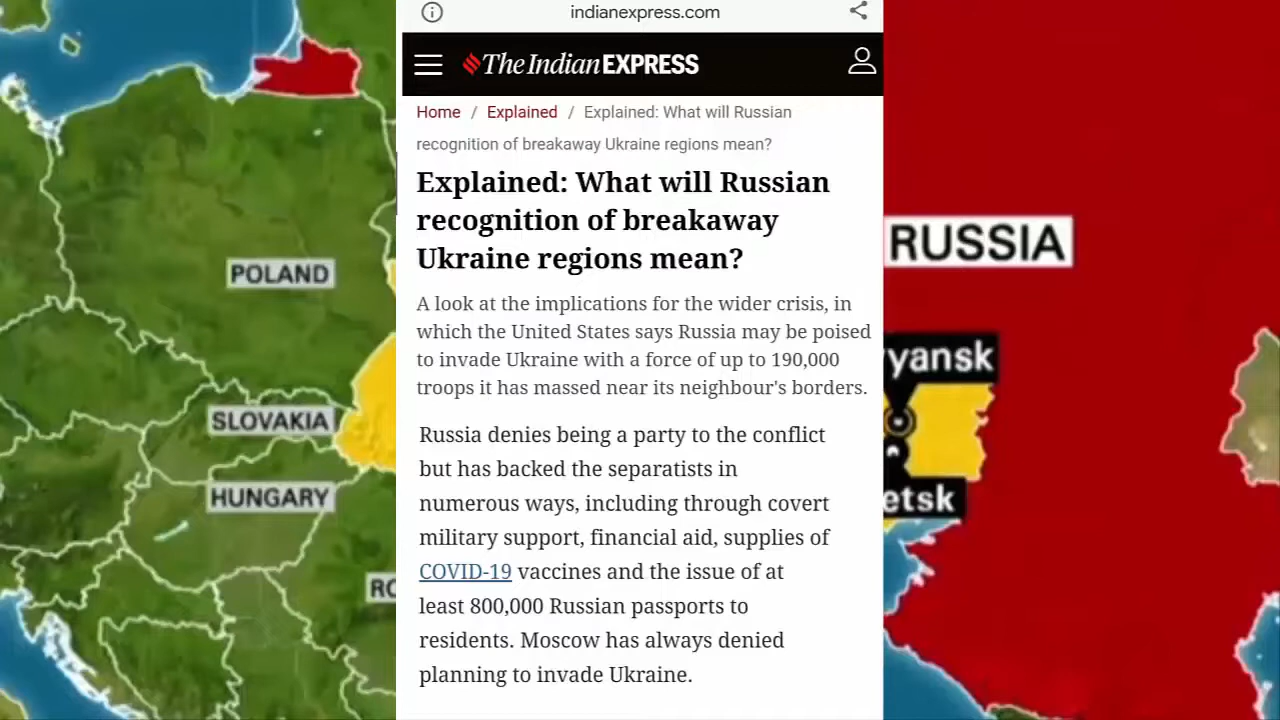 indianexpress.com
The Indian EXPRESS
Home / Explained / Explained: What will Russian
recognition of breakaway Ukraine regions mean?
Explained: What will Russian
recognition of breakaway
Ukraine regions mean?
A look at the implications for the wider crisis, in
which the United States says Russia may be poised
to invade Ukraine with a force of up to 190,000
troops it has massed near its neighbour's borders.
Russia denies being a party to the conflict
but has backed the separatists in
numerous ways, including through covert
military support, financial aid, supplies of
COVID-19 vaccines and the issue of at
least 800,000 Russian passports to
residents. Moscow has always denied
planning to invade Ukraine.
POLAND
SLOVAKIA
HUNGARY
RO
RUSSIA
yansk
etsk